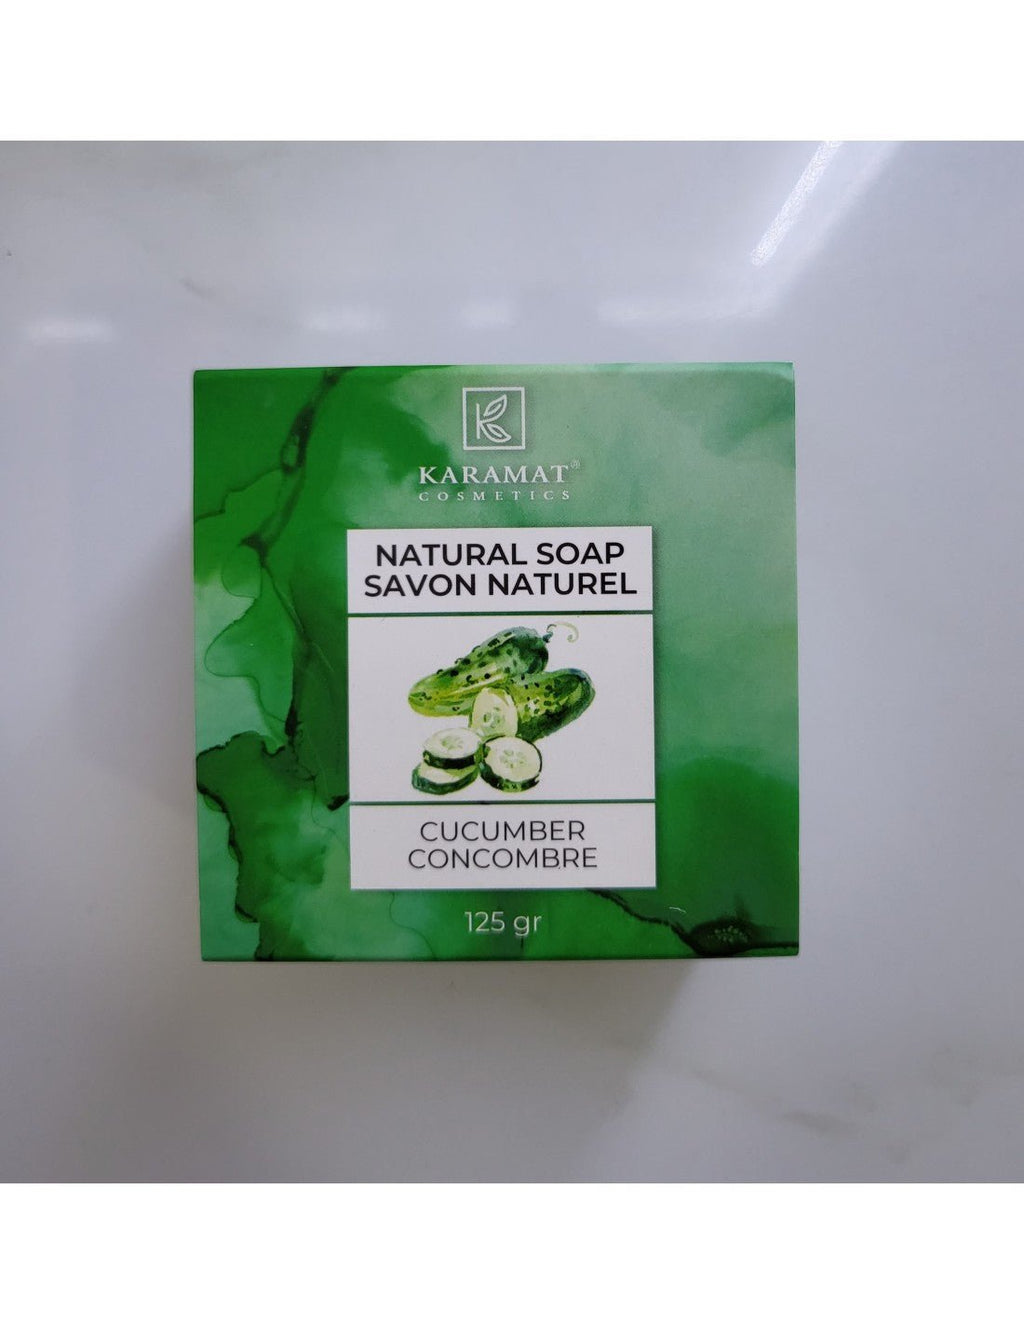 KARAMAT®
COSMETICS
NATURAL SOAP
SAVON NATUREL
CUCUMBER
CONCOMBRE
125 gr